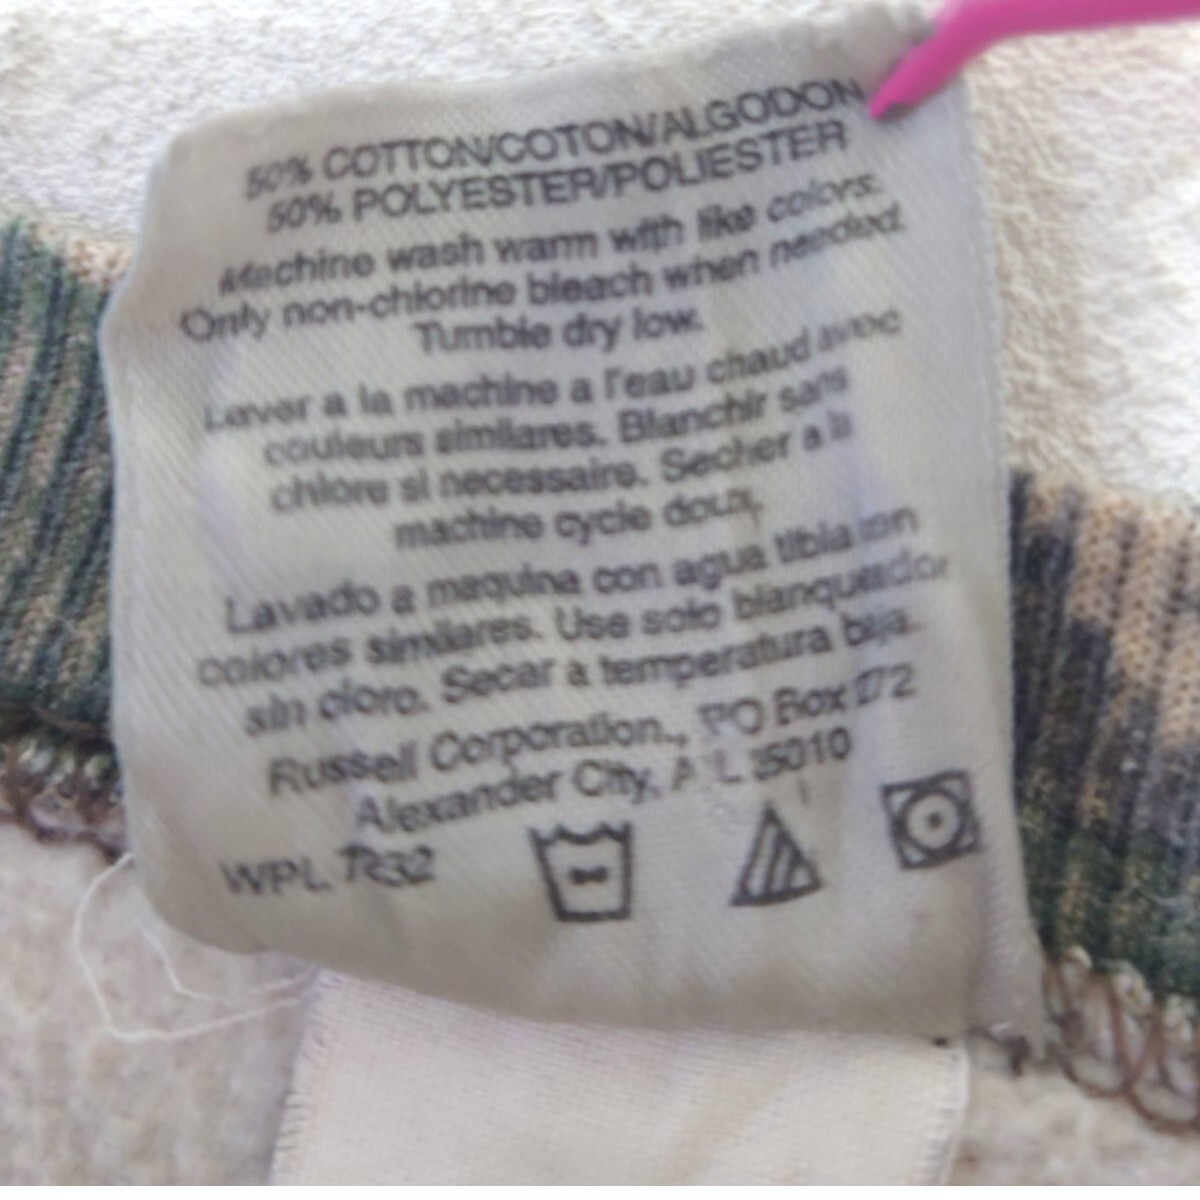 50% COTTON/COTON/ALGODON
50% POLYESTER/POLIESTER
Machine wash warm with like colors.
Only non-chlorine bleach when needed.
Tumble dry low.
Laver a la machine a l'eau chaud avec
couleurs similares. Blanchir sans
chlore si necessaire. Secher a la
machine cycle doux.
Lavado a maquina con agua tibia con
colores similares. Use solo blanqueador
sin cloro. Secar a temperatura baja.
Russell Corporation., PO Box 272
Alexander City, AL 35010
WPL 7632